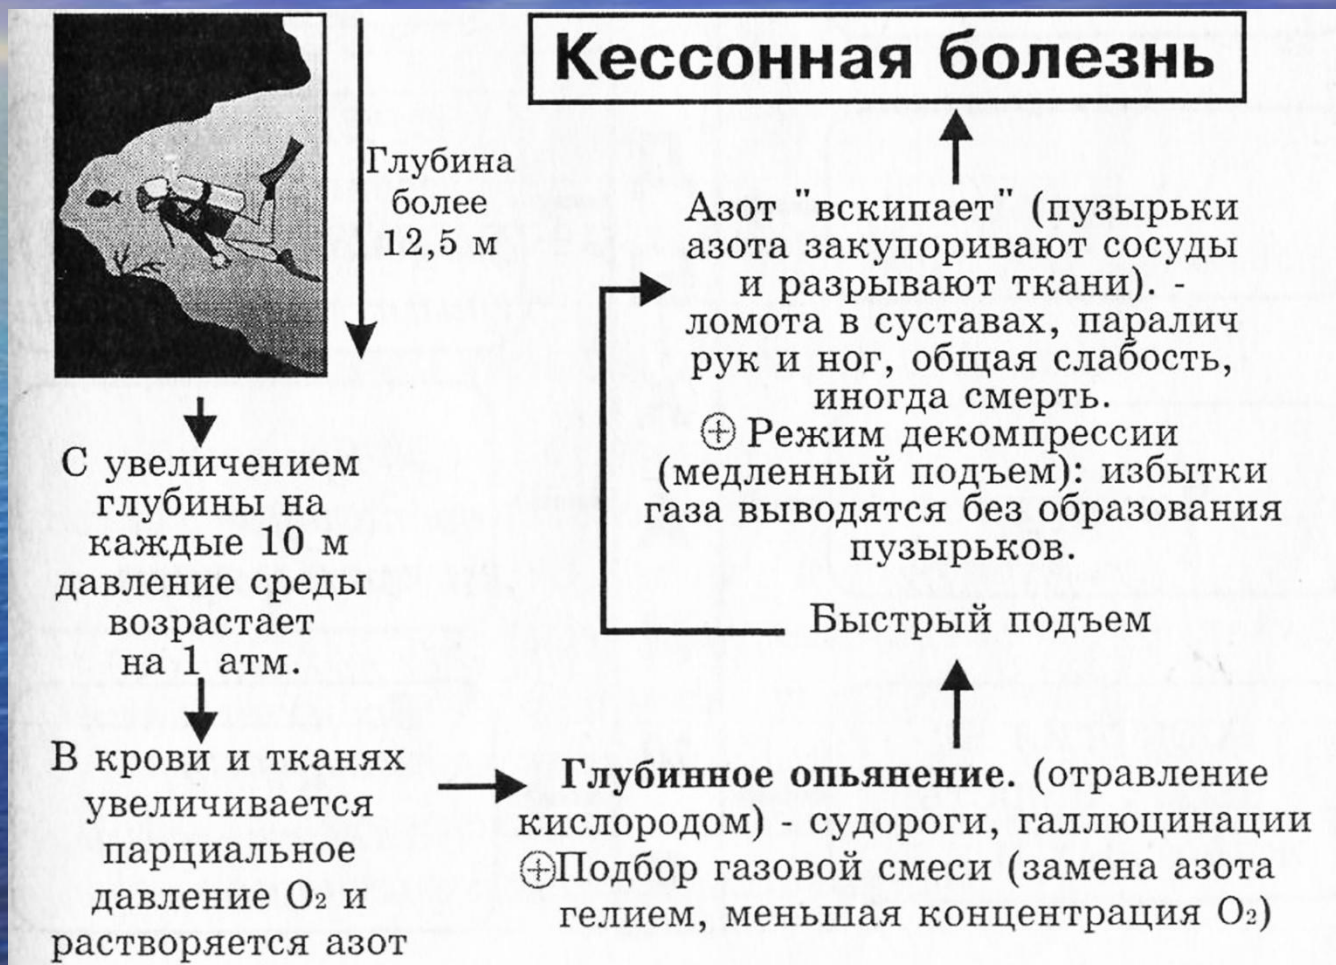 Кессонная болезнь
Глубина
более
12,5 м
С увеличением
глубины на
каждые 10 м
давление среды
возрастает
на 1 атм.
В крови и тканях
увеличивается
парциальное
давление O₂ и
растворяется азот
Глубинное опьянение. (отравление
кислородом) - судороги, галлюцинации
⊕Подбор газовой смеси (замена азота
гелием, меньшая концентрация O₂)
Быстрый подъем
Азот "вскипает" (пузырьки
азота закупоривают сосуды
и разрывают ткани). -
ломота в суставах, паралич
рук и ног, общая слабость,
иногда смерть.
⊕ Режим декомпрессии
(медленный подъем): избытки
газа выводятся без образования
пузырьков.